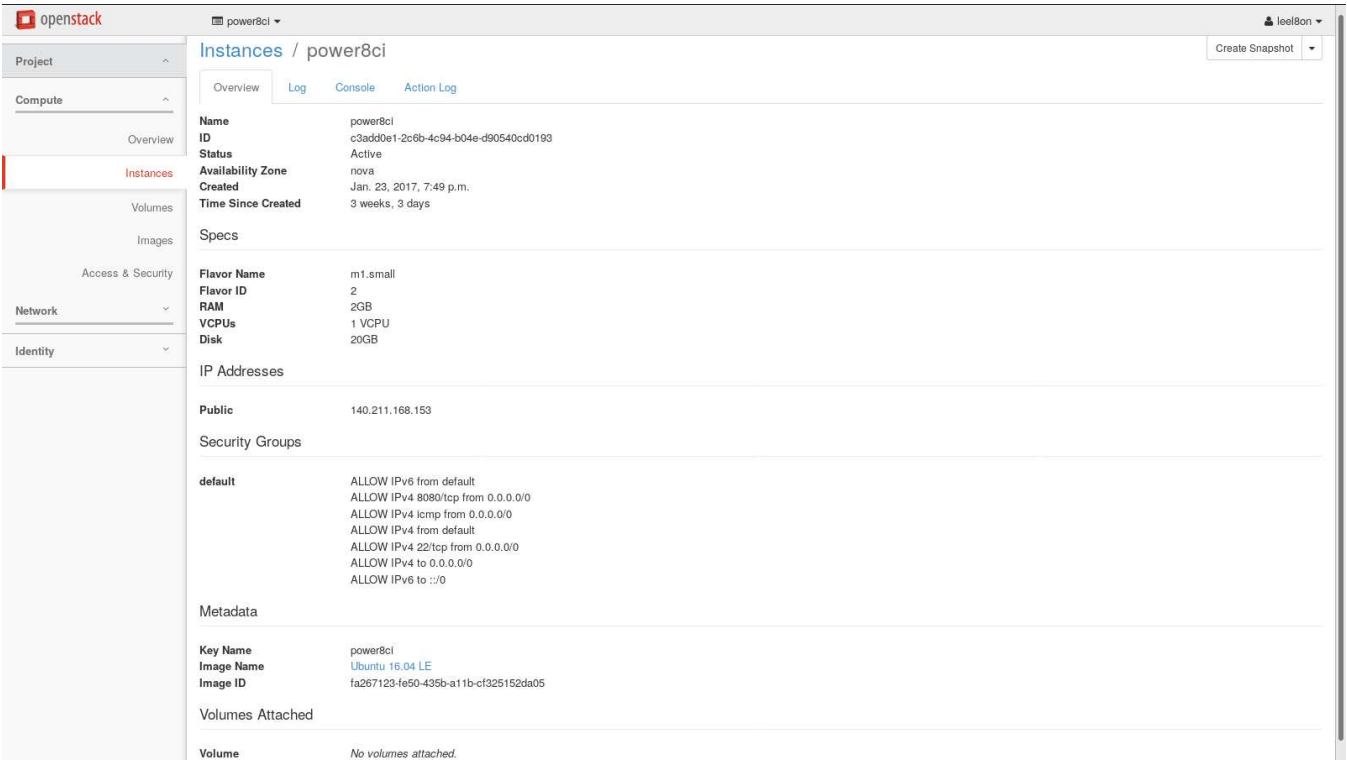 openstack
power8ci
leel8on
Project
Compute
Overview
Instances
Volumes
Images
Access & Security
Network
Identity
Instances / power8ci
Create Snapshot
Overview Log Console Action Log
Name power8ci
ID c3add0e1-2c6b-4c94-b04e-d90540cd0193
Status Active
Availability Zone nova
Created Jan. 23, 2017, 7:49 p.m.
Time Since Created 3 weeks, 3 days
Specs
Flavor Name m1.small
Flavor ID 2
RAM 2GB
VCPUs 1 VCPU
Disk 20GB
IP Addresses
Public 140.211.168.153
Security Groups
default ALLOW IPv6 from default
ALLOW IPv4 8080/tcp from 0.0.0.0/0
ALLOW IPv4 icmp from 0.0.0.0/0
ALLOW IPv4 from default
ALLOW IPv4 22/tcp from 0.0.0.0/0
ALLOW IPv4 to 0.0.0.0/0
ALLOW IPv6 to ::/0
Metadata
Key Name power8ci
Image Name Ubuntu 16.04 LE
Image ID fa267123-fe50-435b-a11b-cf325152da05
Volumes Attached
Volume No volumes attached.